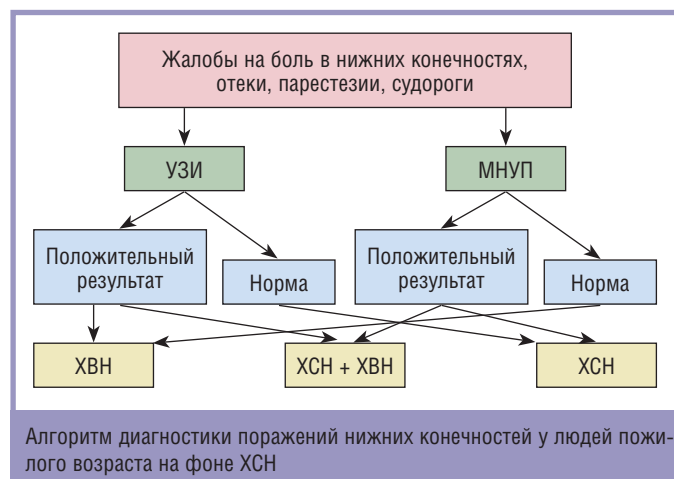 Жалобы на боль в нижних конечностях,
отеки, парестезии, судороги
УЗИ
МНУП
Положительный
результат
Норма
Положительный
результат
Норма
ХВН
ХСН + ХВН
ХСН
Алгоритм диагностики поражений нижних конечностей у людей пожи-
лого возраста на фоне ХСН